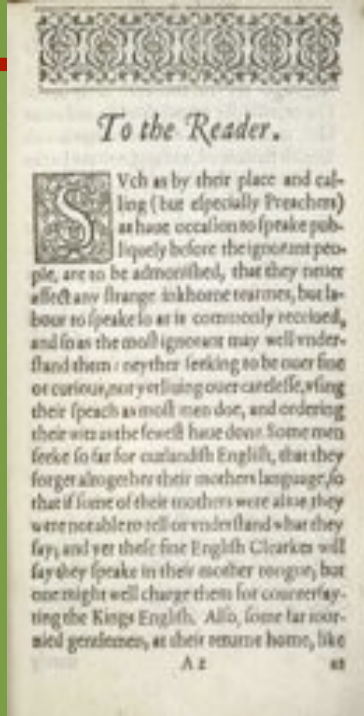 To the Reader.
SVch as by their place and cal-
ling (but eſpecially Preachers)
as haue occaſion to ſpeake pub-
liquely before the ignorant peo-
ple, are to be admoniſhed, that they neuer
affect any ſtrange inkhorne tearmes, but la-
bour to ſpeake ſo as is commonly receiued,
and ſo as the moſt ignorant may well vnder-
ſtand them: neyther ſeeking to be ouer fine
or curious, nor yet liuing ouer careleſſe, vſing
their ſpeach as moſt men doe, and ordering
their wits as the feweſt haue done. Some men
ſeeke ſo far for outlandiſh Engliſh, that they
forget altogether their mothers language, ſo
that if ſome of their mothers were aliue, they
were not able to tell or vnderſtand what they
ſay; and yet theſe fine Engliſh Clearkes will
ſay they ſpeake in their mother tongue; but
one might well charge them for counterfay-
ting the Kings Engliſh. Alſo, ſome far iour-
nied gentlemen, at their returne home, like
A2 as